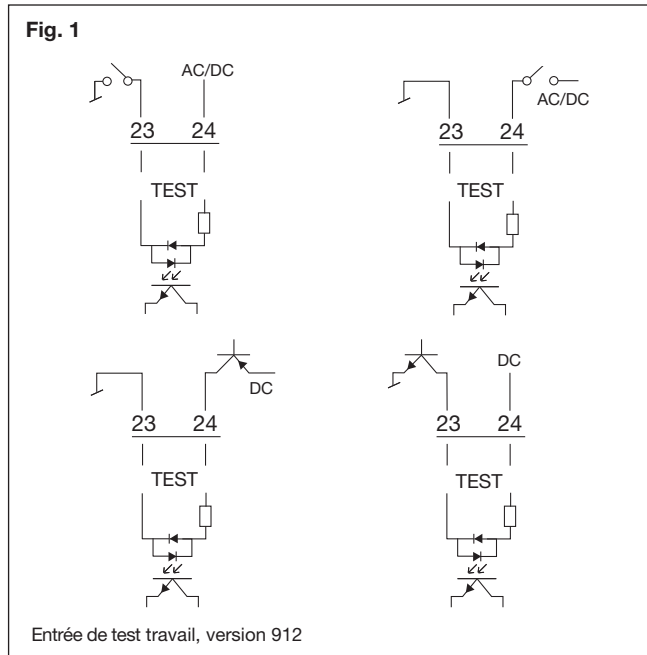 Fig. 1
AC/DC
23 24
TEST
AC/DC
23 24
TEST
DC
23 24
TEST
DC
23 24
TEST
Entrée de test travail, version 912